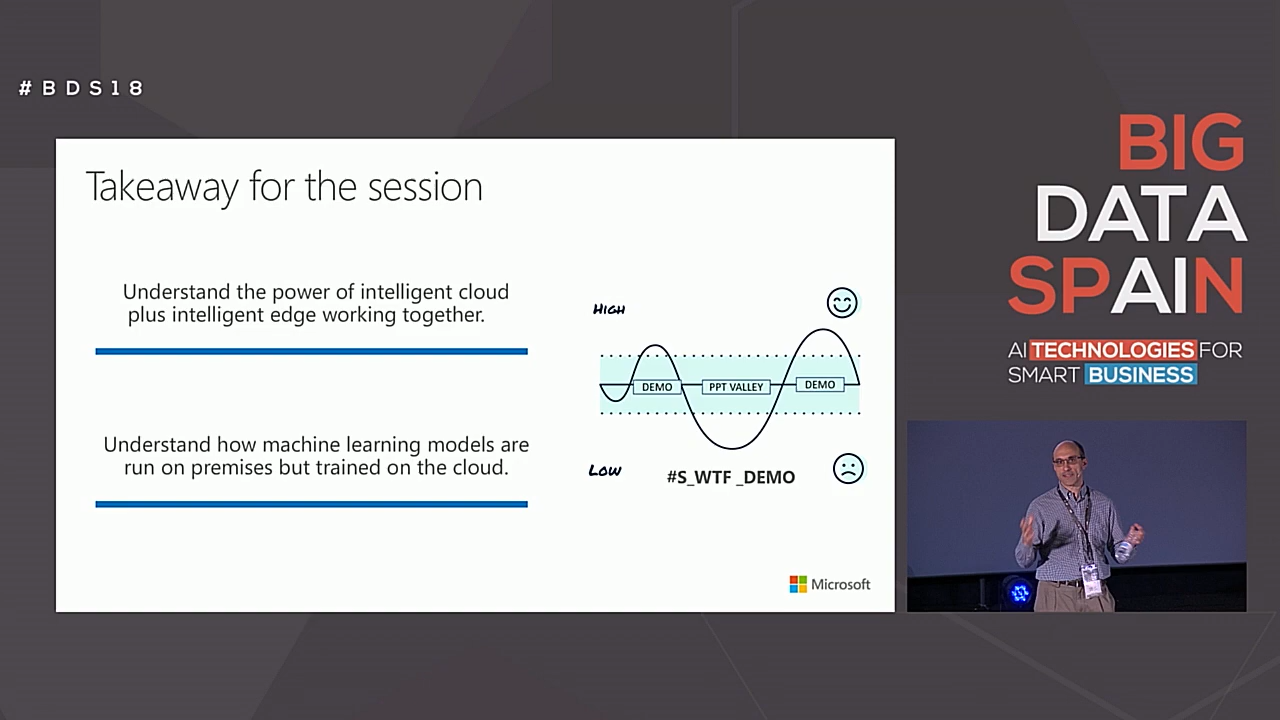 #BDS18
BIG
DATA
SPAIN
AI TECHNOLOGIES FOR
SMART BUSINESS
Takeaway for the session
Understand the power of intelligent cloud
plus intelligent edge working together.
Understand how machine learning models are
run on premises but trained on the cloud.
HIGH
DEMO
PPT VALLEY
DEMO
LOW
#S_WTF _DEMO
Microsoft